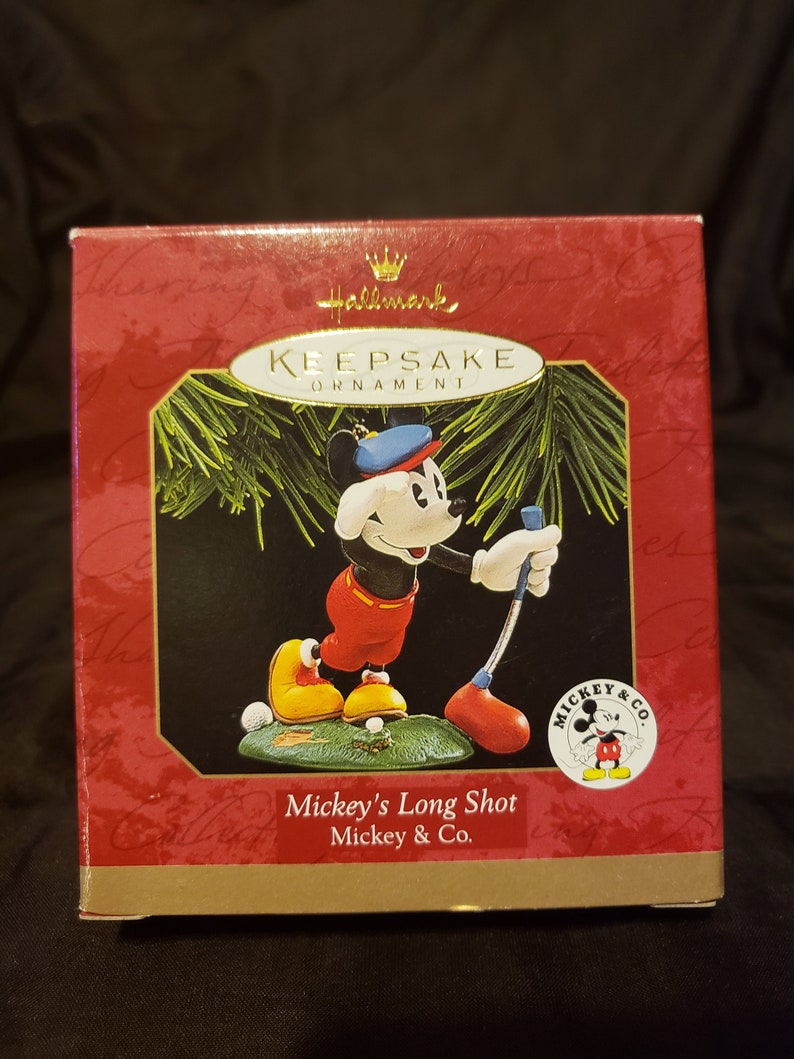 Hallmark
KEEPSAKE
ORNAMENT
MICKEY & CO.
Mickey's Long Shot
Mickey & Co.